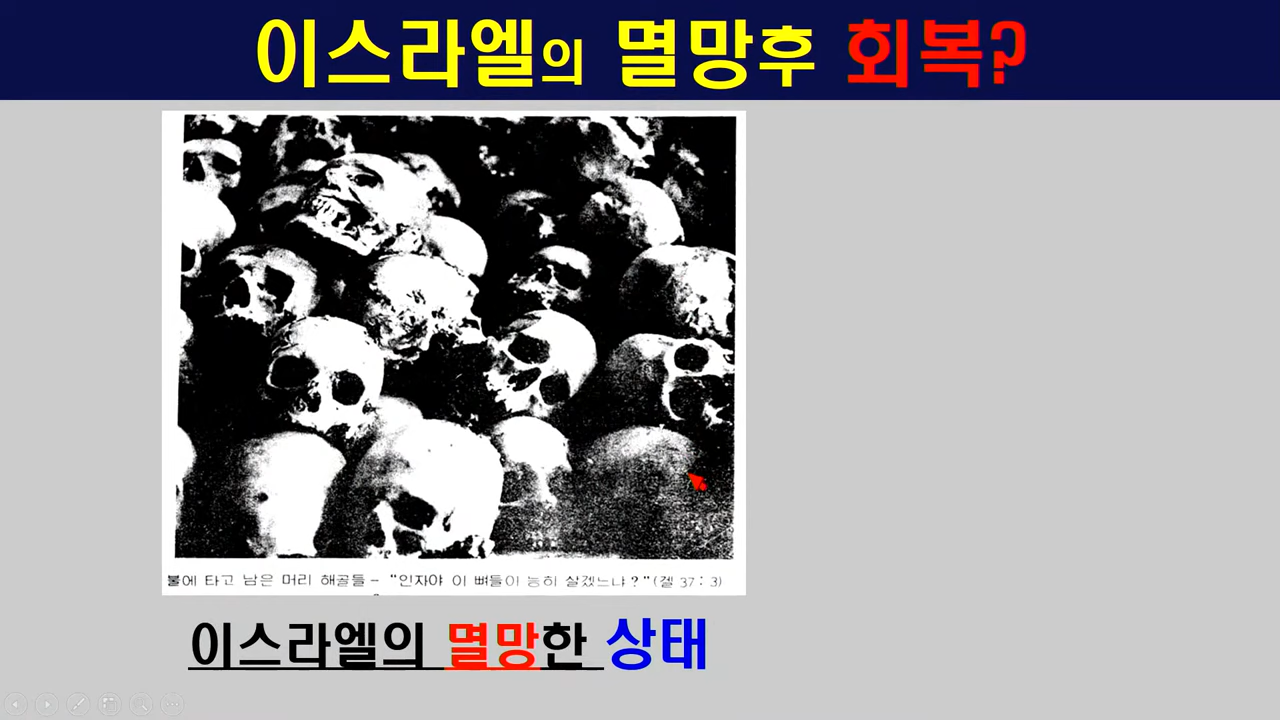 이스라엘의 멸망후 회복?
불에 타고 남은 머리 해골들 - "인자야 이 뼈들이 능히 살겠느냐?"(겔 37:3)
이스라엘의 멸망한 상태